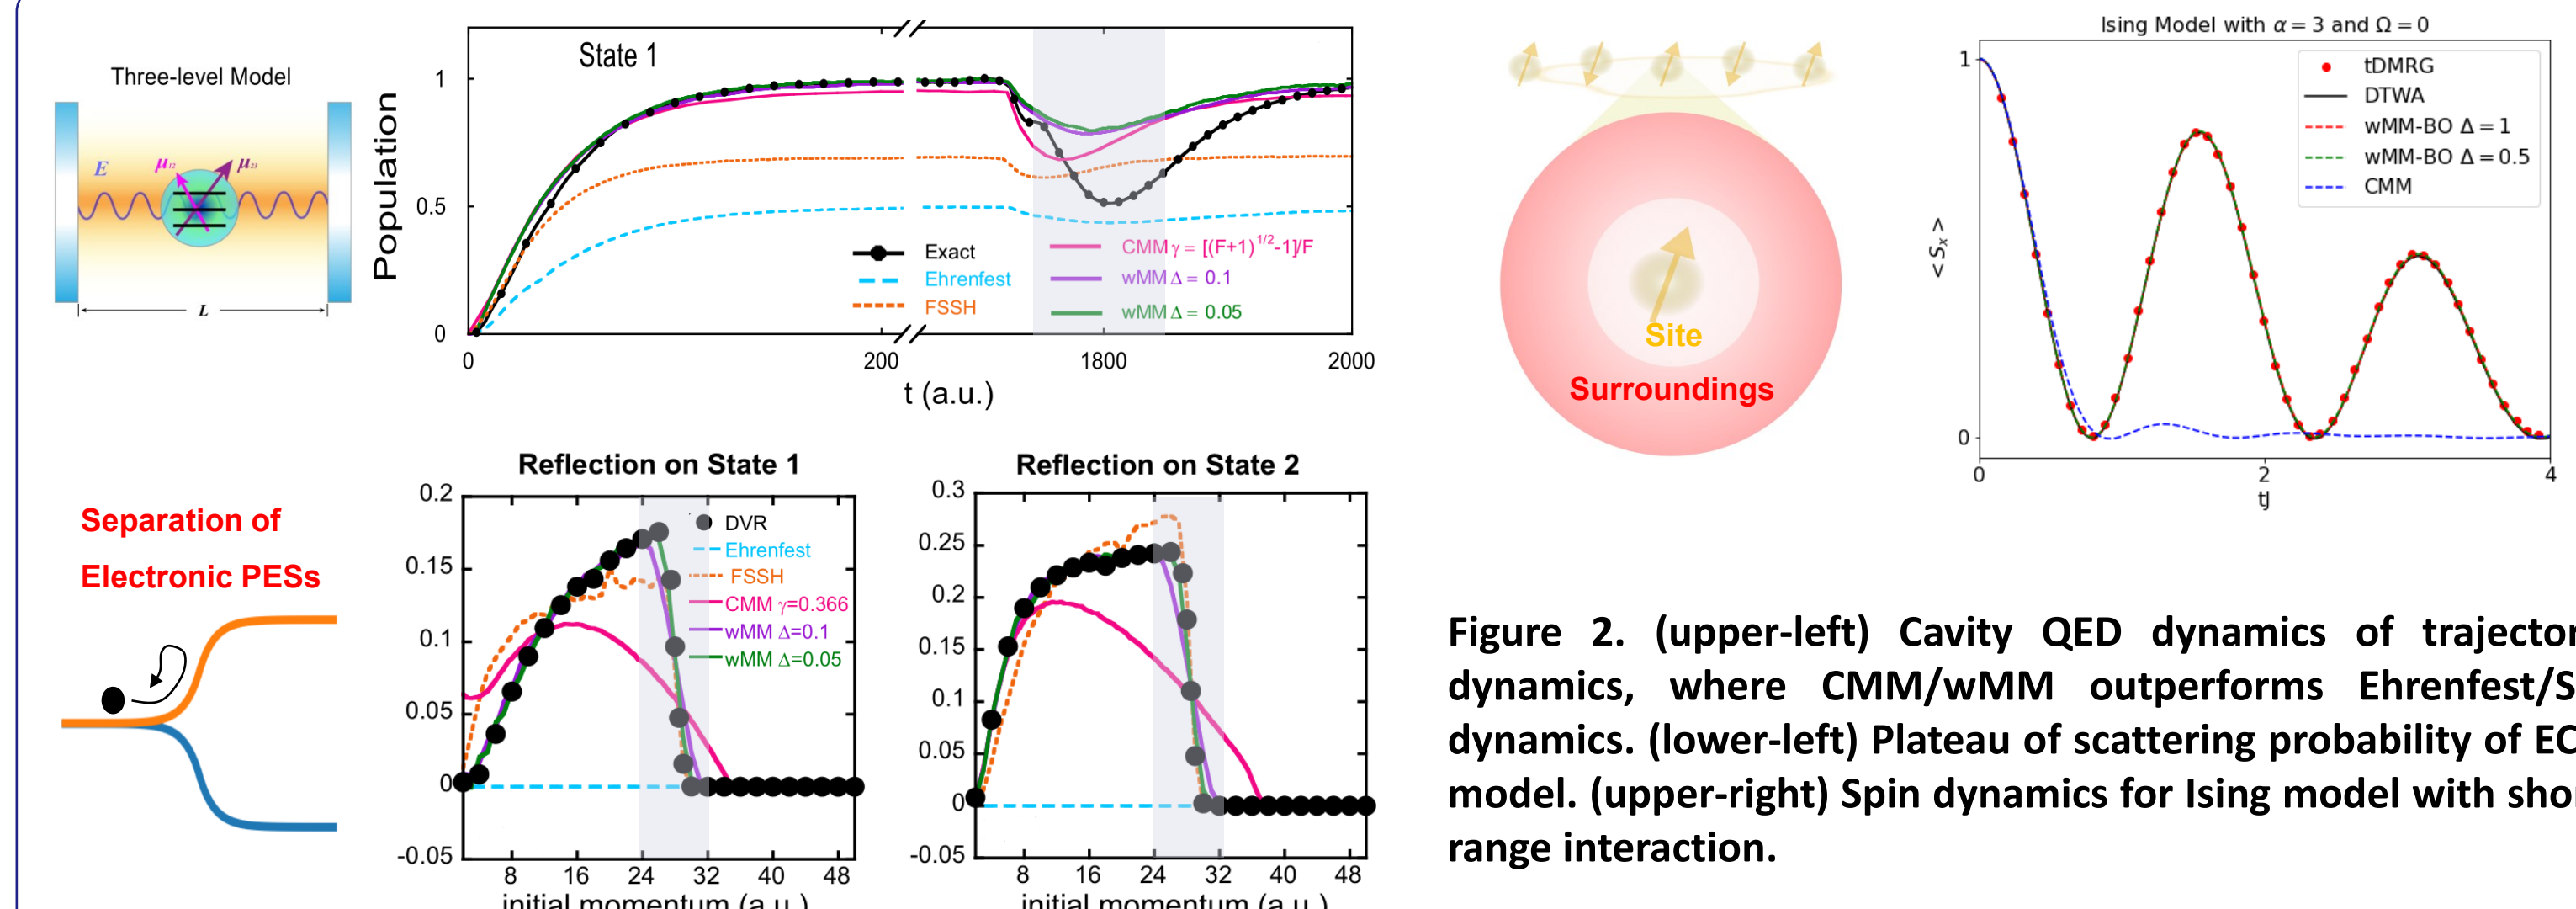 Three-level Model
E
μ₁₂
μ₂₃
L
State 1
Population
1
0.5
0
0
200
1800
2000
t (a.u.)
Exact
Ehrenfest
FSSH
CMM γ = [(F+1)^1/2-1]/F
wMM Δ = 0.1
wMM Δ = 0.05
Site
Surroundings
Ising Model with α = 3 and Ω = 0
tDMRG
DTWA
wMM-BO Δ = 1
wMM-BO Δ = 0.5
CMM
< Sₓ >
1
0
0
2
4
tJ
Separation of
Electronic PESs
Reflection on State 1
0.2
0.15
0.1
0.05
0
-0.05
8
16
24
32
40
48
initial momentum (a.u.)
DVR
Ehrenfest
FSSH
CMM γ=0.366
wMM Δ=0.1
wMM Δ=0.05
Reflection on State 2
0.3
0.25
0.2
0.15
0.1
0.05
0
-0.05
8
16
24
32
40
48
initial momentum (a.u.)
Figure 2. (upper-left) Cavity QED dynamics of
dynamics, where CMM/wMM outperforms
dynamics. (lower-left) Plateau of scattering probability of
model. (upper-right) Spin dynamics for Ising model with
range interaction.